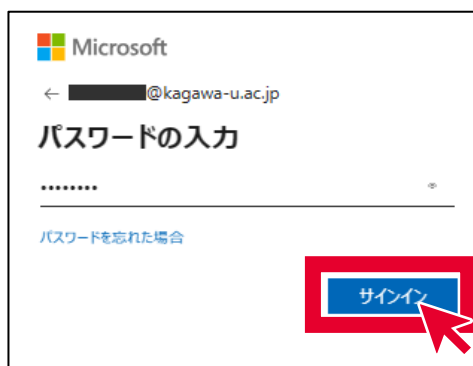 Microsoft
← @kagawa-u.ac.jp
パスワードの入力
••••••••
パスワードを忘れた場合
サインイン